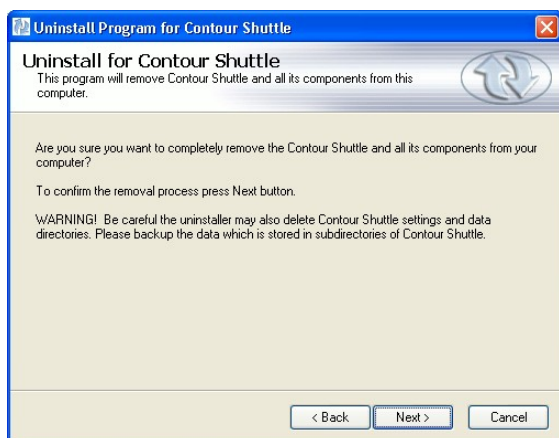 Uninstall Program for Contour Shuttle
Uninstall for Contour Shuttle
This program will remove Contour Shuttle and all its components from this
computer.
Are you sure you want to completely remove the Contour Shuttle and all its components from your
computer?
To confirm the removal process press Next button.
WARNING! Be careful the uninstaller may also delete Contour Shuttle settings and data
directories. Please backup the data which is stored in subdirectories of Contour Shuttle.
< Back
Next >
Cancel